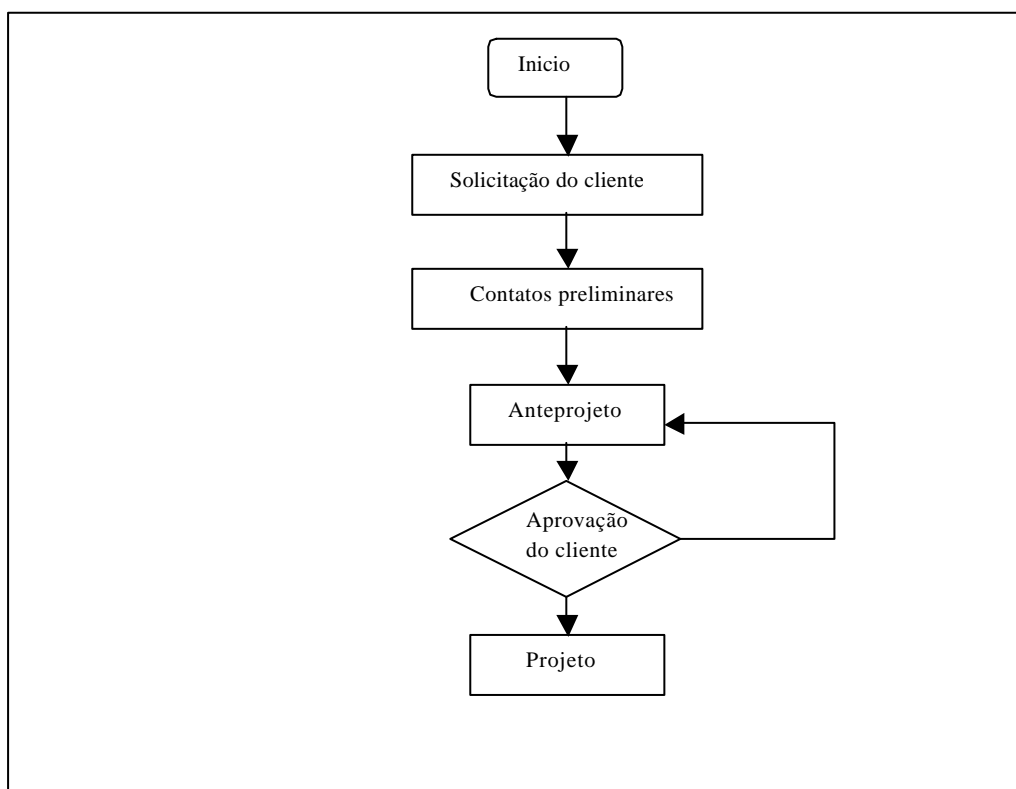 Inicio
Solicitação do cliente
Contatos preliminares
Anteprojeto
Aprovação
do cliente
Projeto